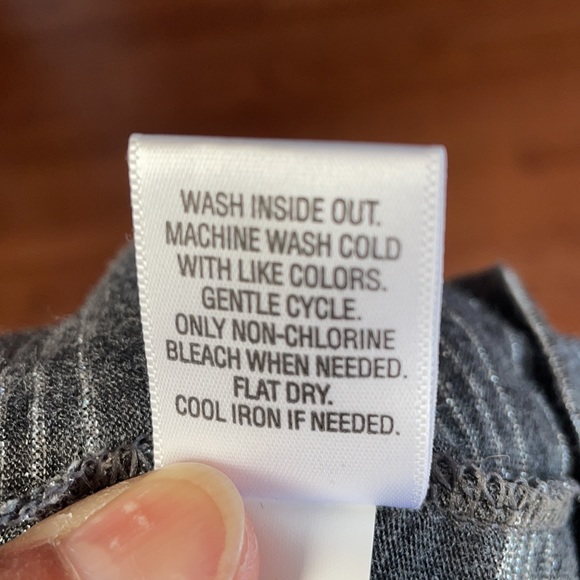 WASH INSIDE OUT.
MACHINE WASH COLD
WITH LIKE COLORS.
GENTLE CYCLE.
ONLY NON-CHLORINE
BLEACH WHEN NEEDED.
FLAT DRY.
COOL IRON IF NEEDED.